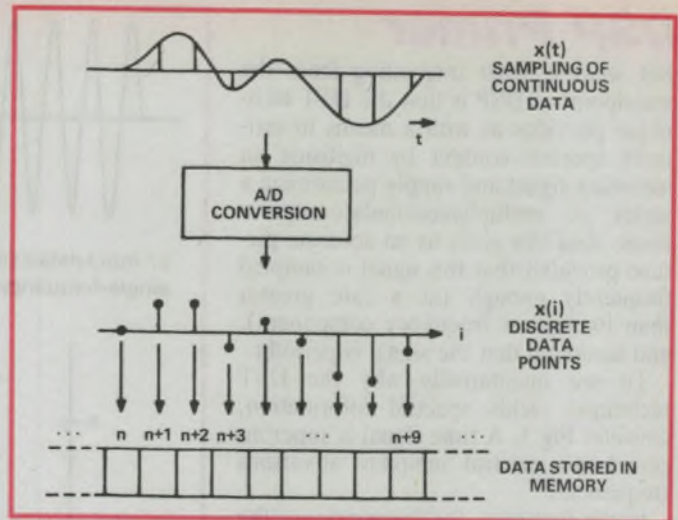 x(t)
SAMPLING OF
CONTINUOUS
DATA
t
A/D
CONVERSION
x(i)
DISCRETE
DATA
POINTS
i
... n n+1 n+2 n+3 n+9
DATA STORED IN
MEMORY